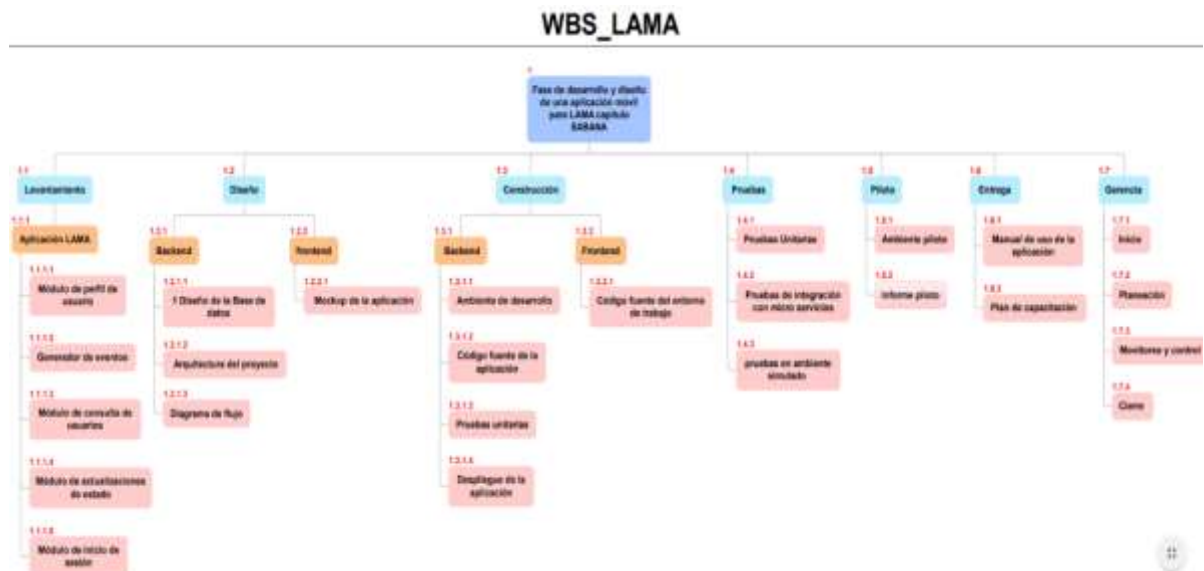 WBS_LAMA
1
Fase de desarrollo y diseño
de una aplicación móvil
para LAMA capitulo
SABANA
1.1
Levantamiento
1.1.1
Aplicación LAMA
1.1.1.1
Módulo de perfil de
usuario
1.1.1.2
Generador de eventos
1.1.1.3
Módulo de consulta de
usuarios
1.1.1.4
Módulo de actualizaciones
de estado
1.1.1.5
Módulo de inicio de
sesión
1.2
Diseño
1.2.1
Backend
1.2.1.1
1 Diseño de la Base de
datos
1.2.1.2
Arquitectura del proyecto
1.2.1.3
Diagrama de flujo
1.2.2
frontend
1.2.2.1
Mockup de la aplicación
1.3
Construcción
1.3.1
Backend
1.3.1.1
Ambiente de desarrollo
1.3.1.2
Código fuente de la
aplicación
1.3.1.3
Pruebas unitarias
1.3.1.4
Despliegue de la
aplicación
1.3.2
Frontend
1.3.2.1
Código fuente del entorno
de trabajo
1.4
Pruebas
1.4.1
Pruebas Unitarias
1.4.2
Pruebas de integración
con micro servicios
1.4.3
pruebas en ambiente
simulado
1.5
Piloto
1.5.1
Ambiente piloto
1.5.2
informe piloto
1.6
Entrega
1.6.1
Manual de uso de la
aplicación
1.6.2
Plan de capacitación
1.7
Gerencia
1.7.1
Inicio
1.7.2
Planeación
1.7.3
Monitoreo y control
1.7.4
Cierre